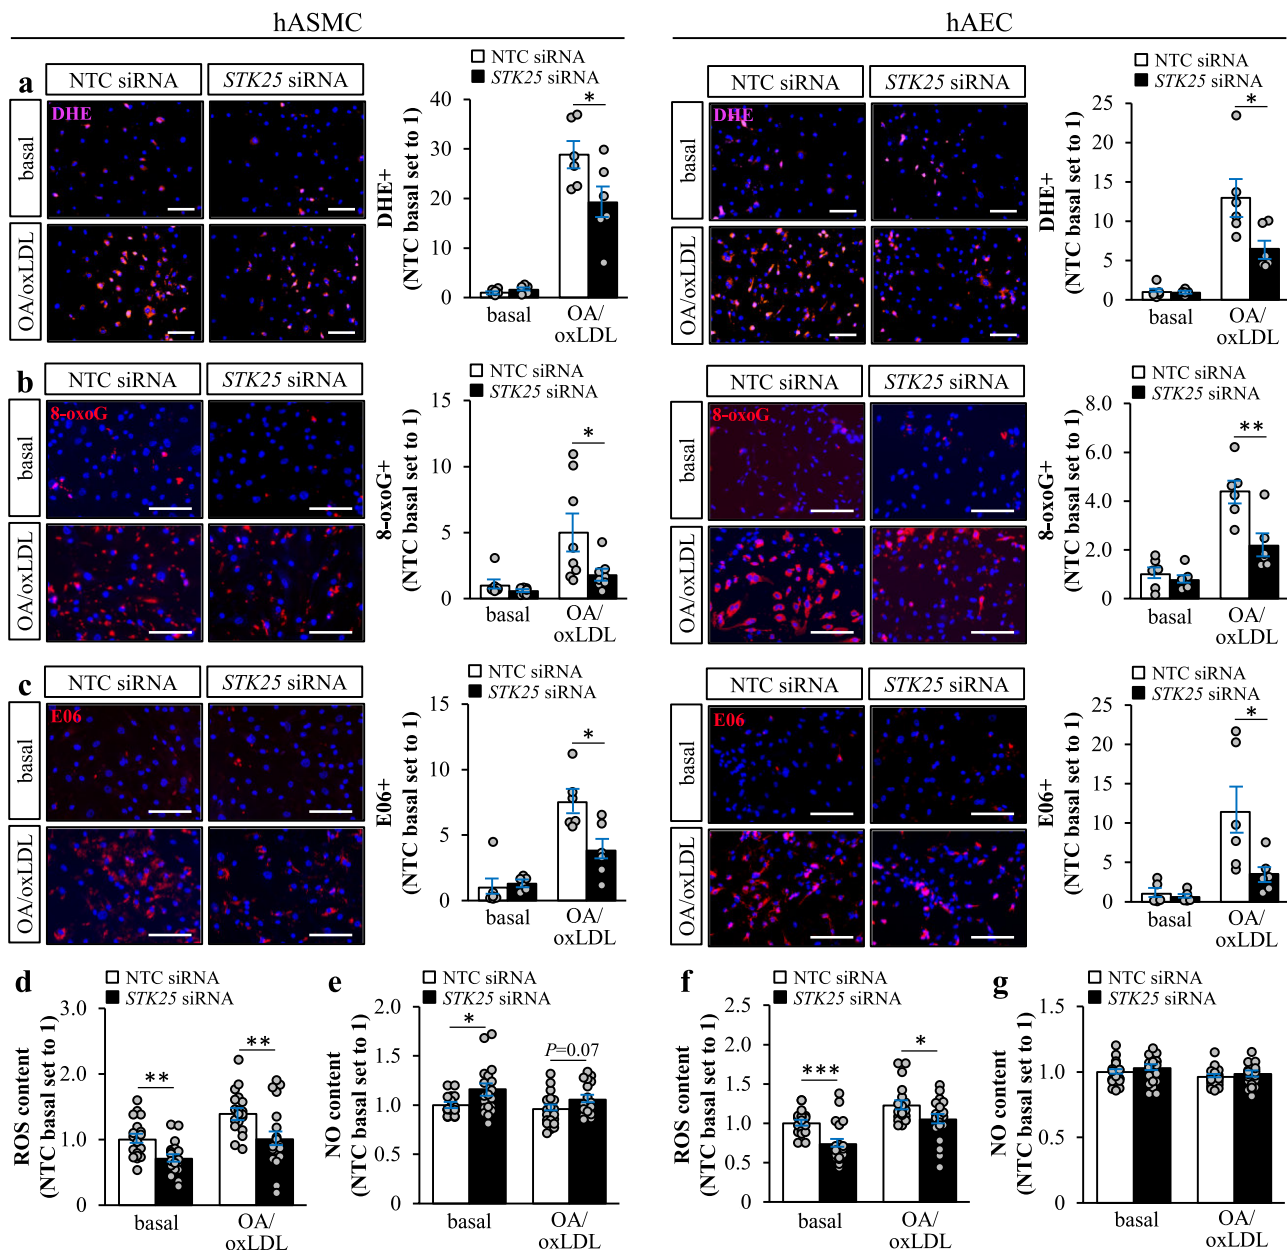 hASMC
hAEC
a
NTC siRNA
STK25 siRNA
basal
OA/oxLDL
DHE
DHE+
(NTC basal set to 1)
NTC siRNA
STK25 siRNA
40
30
20
10
0
*
basal
OA/
oxLDL
NTC siRNA
STK25 siRNA
basal
OA/oxLDL
DHE
DHE+
(NTC basal set to 1)
NTC siRNA
STK25 siRNA
25
20
15
10
5
0
*
basal
OA/
oxLDL
b
NTC siRNA
STK25 siRNA
basal
OA/oxLDL
8-oxoG
8-oxoG+
(NTC basal set to 1)
NTC siRNA
STK25 siRNA
15
10
5
0
*
basal
OA/
oxLDL
NTC siRNA
STK25 siRNA
basal
OA/oxLDL
8-oxoG
8-oxoG+
(NTC basal set to 1)
NTC siRNA
STK25 siRNA
8.0
6.0
4.0
2.0
0
**
basal
OA/
oxLDL
c
NTC siRNA
STK25 siRNA
basal
OA/oxLDL
E06
E06+
(NTC basal set to 1)
NTC siRNA
STK25 siRNA
15
10
5
0
*
basal
OA/
oxLDL
NTC siRNA
STK25 siRNA
basal
OA/oxLDL
E06
E06+
(NTC basal set to 1)
NTC siRNA
STK25 siRNA
25
20
15
10
5
0
*
basal
OA/
oxLDL
d
NTC siRNA
STK25 siRNA
ROS content
(NTC basal set to 1)
3.0
2.0
1.0
0
**
**
basal
OA/
oxLDL
e
NTC siRNA
STK25 siRNA
NO content
(NTC basal set to 1)
2.0
1.5
1.0
0.5
0
*
P=0.07
basal
OA/
oxLDL
f
NTC siRNA
STK25 siRNA
ROS content
(NTC basal set to 1)
2.5
2.0
1.5
1.0
0.5
0
***
*
basal
OA/
oxLDL
g
NTC siRNA
STK25 siRNA
NO content
(NTC basal set to 1)
1.5
1.0
0.5
0
basal
OA/
oxLDL